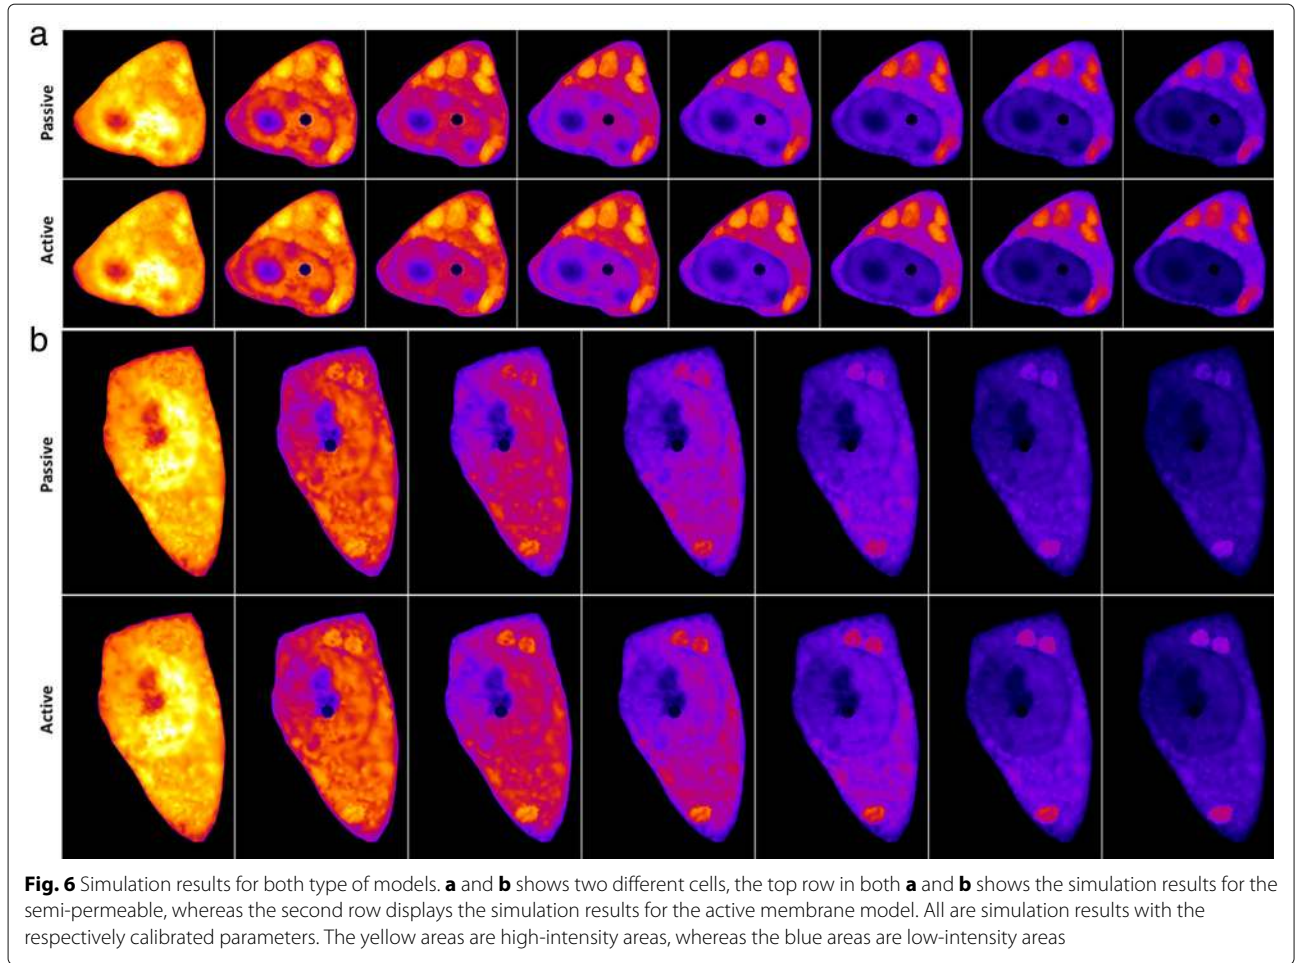 a
Passive
Active
b
Passive
Active
Fig. 6 Simulation results for both type of models. a and b shows two different cells, the top row in both a and b shows the simulation results for the
semi-permeable, whereas the second row displays the simulation results for the active membrane model. All are simulation results with the
respectively calibrated parameters. The yellow areas are high-intensity areas, whereas the blue areas are low-intensity areas